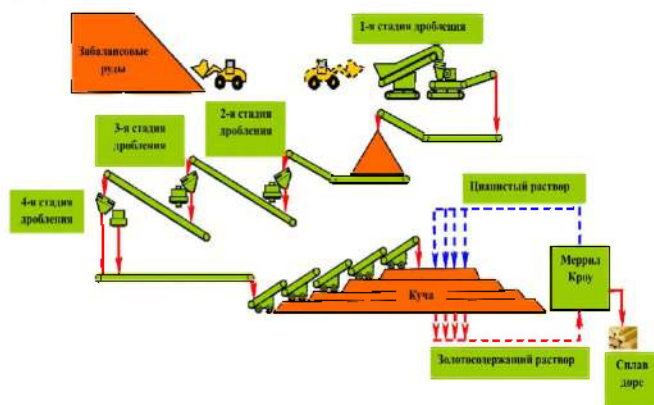 1-я стадия дробления
Забалансовые
руды
2-я стадия
дробления
3-я стадия
дробления
4-я стадия
дробления
Цианистый раствор
Меррил
Кроу
Куча
Золотосодержащий раствор
Сплав
доре